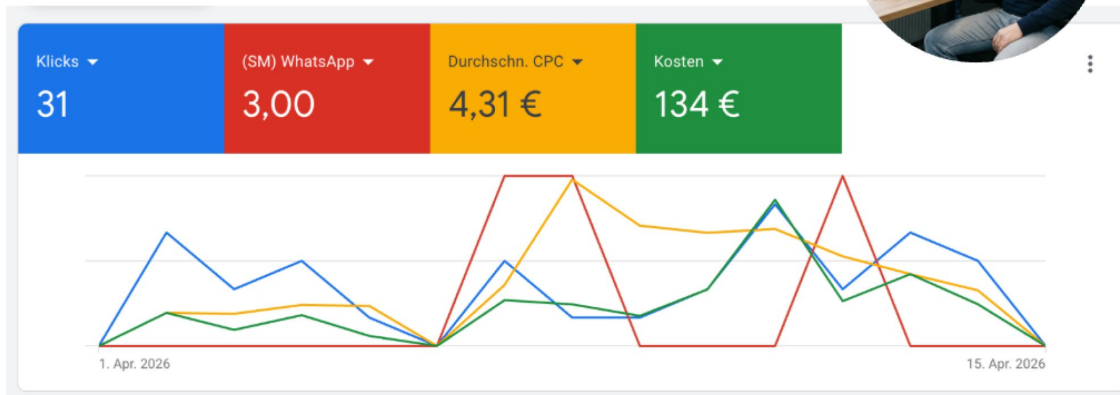 Klicks
31
(SM) WhatsApp
3,00
Durchschn. CPC
4,31 €
Kosten
134 €
1. Apr. 2026
15. Apr. 2026